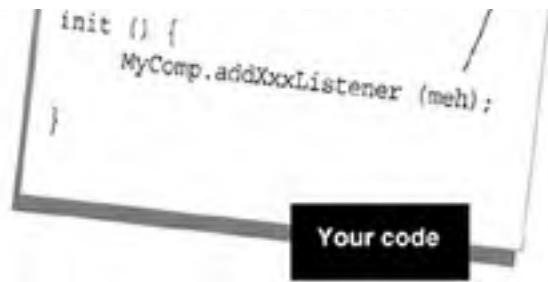 init () {
MyComp.addXxxListener (meh);
}
Your code